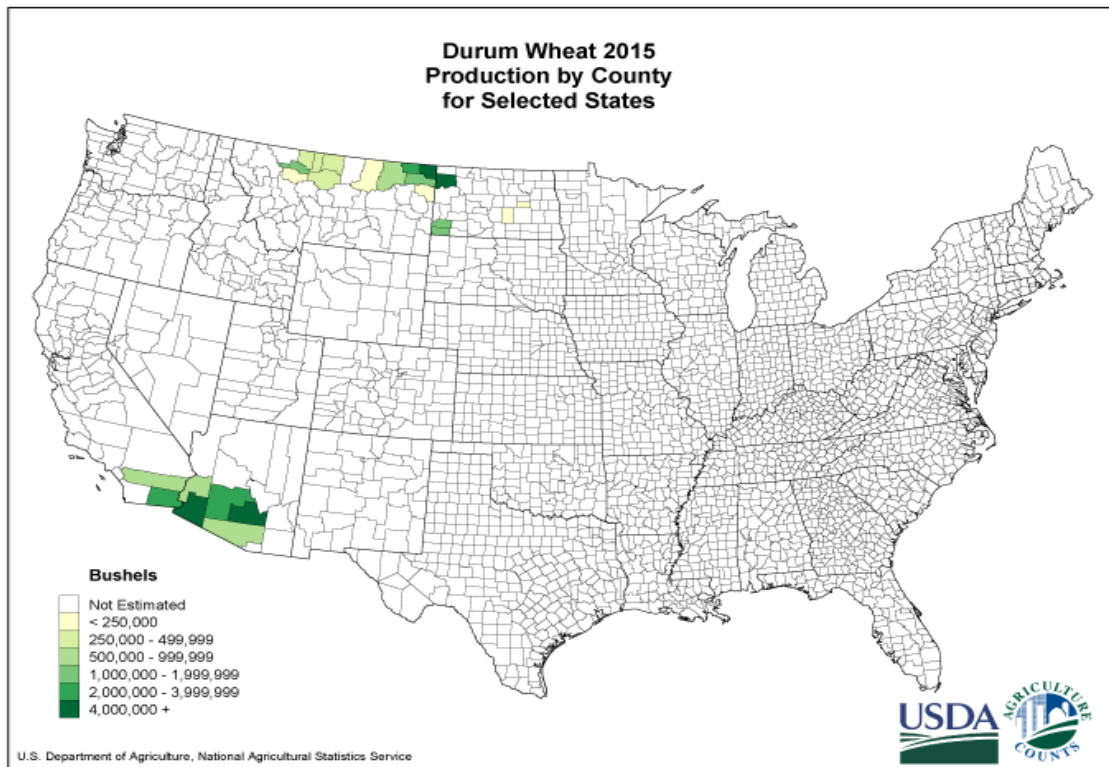 Durum Wheat 2015
Production by County
for Selected States
Bushels
Not Estimated
< 250,000
250,000 - 499,999
500,000 - 999,999
1,000,000 - 1,999,999
2,000,000 - 3,999,999
4,000,000 +
U.S. Department of Agriculture, National Agricultural Statistics Service
USDA
AGRICULTURE
COUNTS